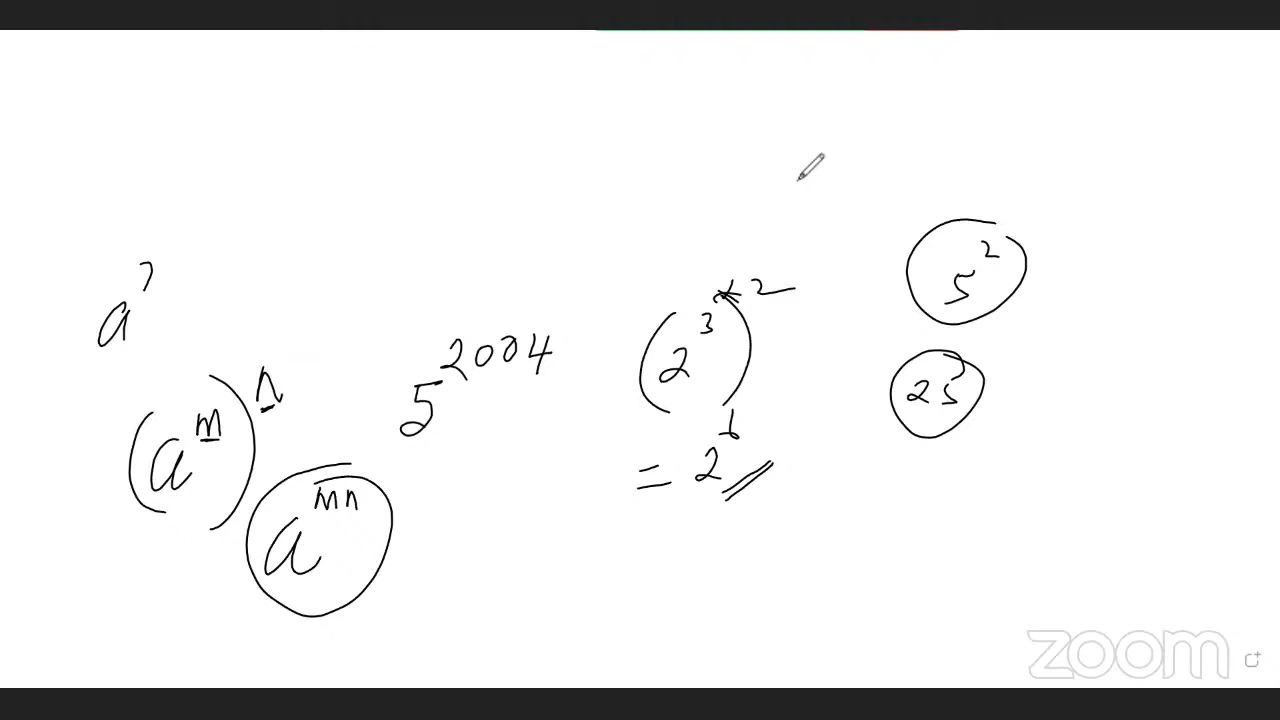 a^7
(a^m)^n
a^mn
5^2004
(2^3)^×2
= 2^6
5^2
25
zoom